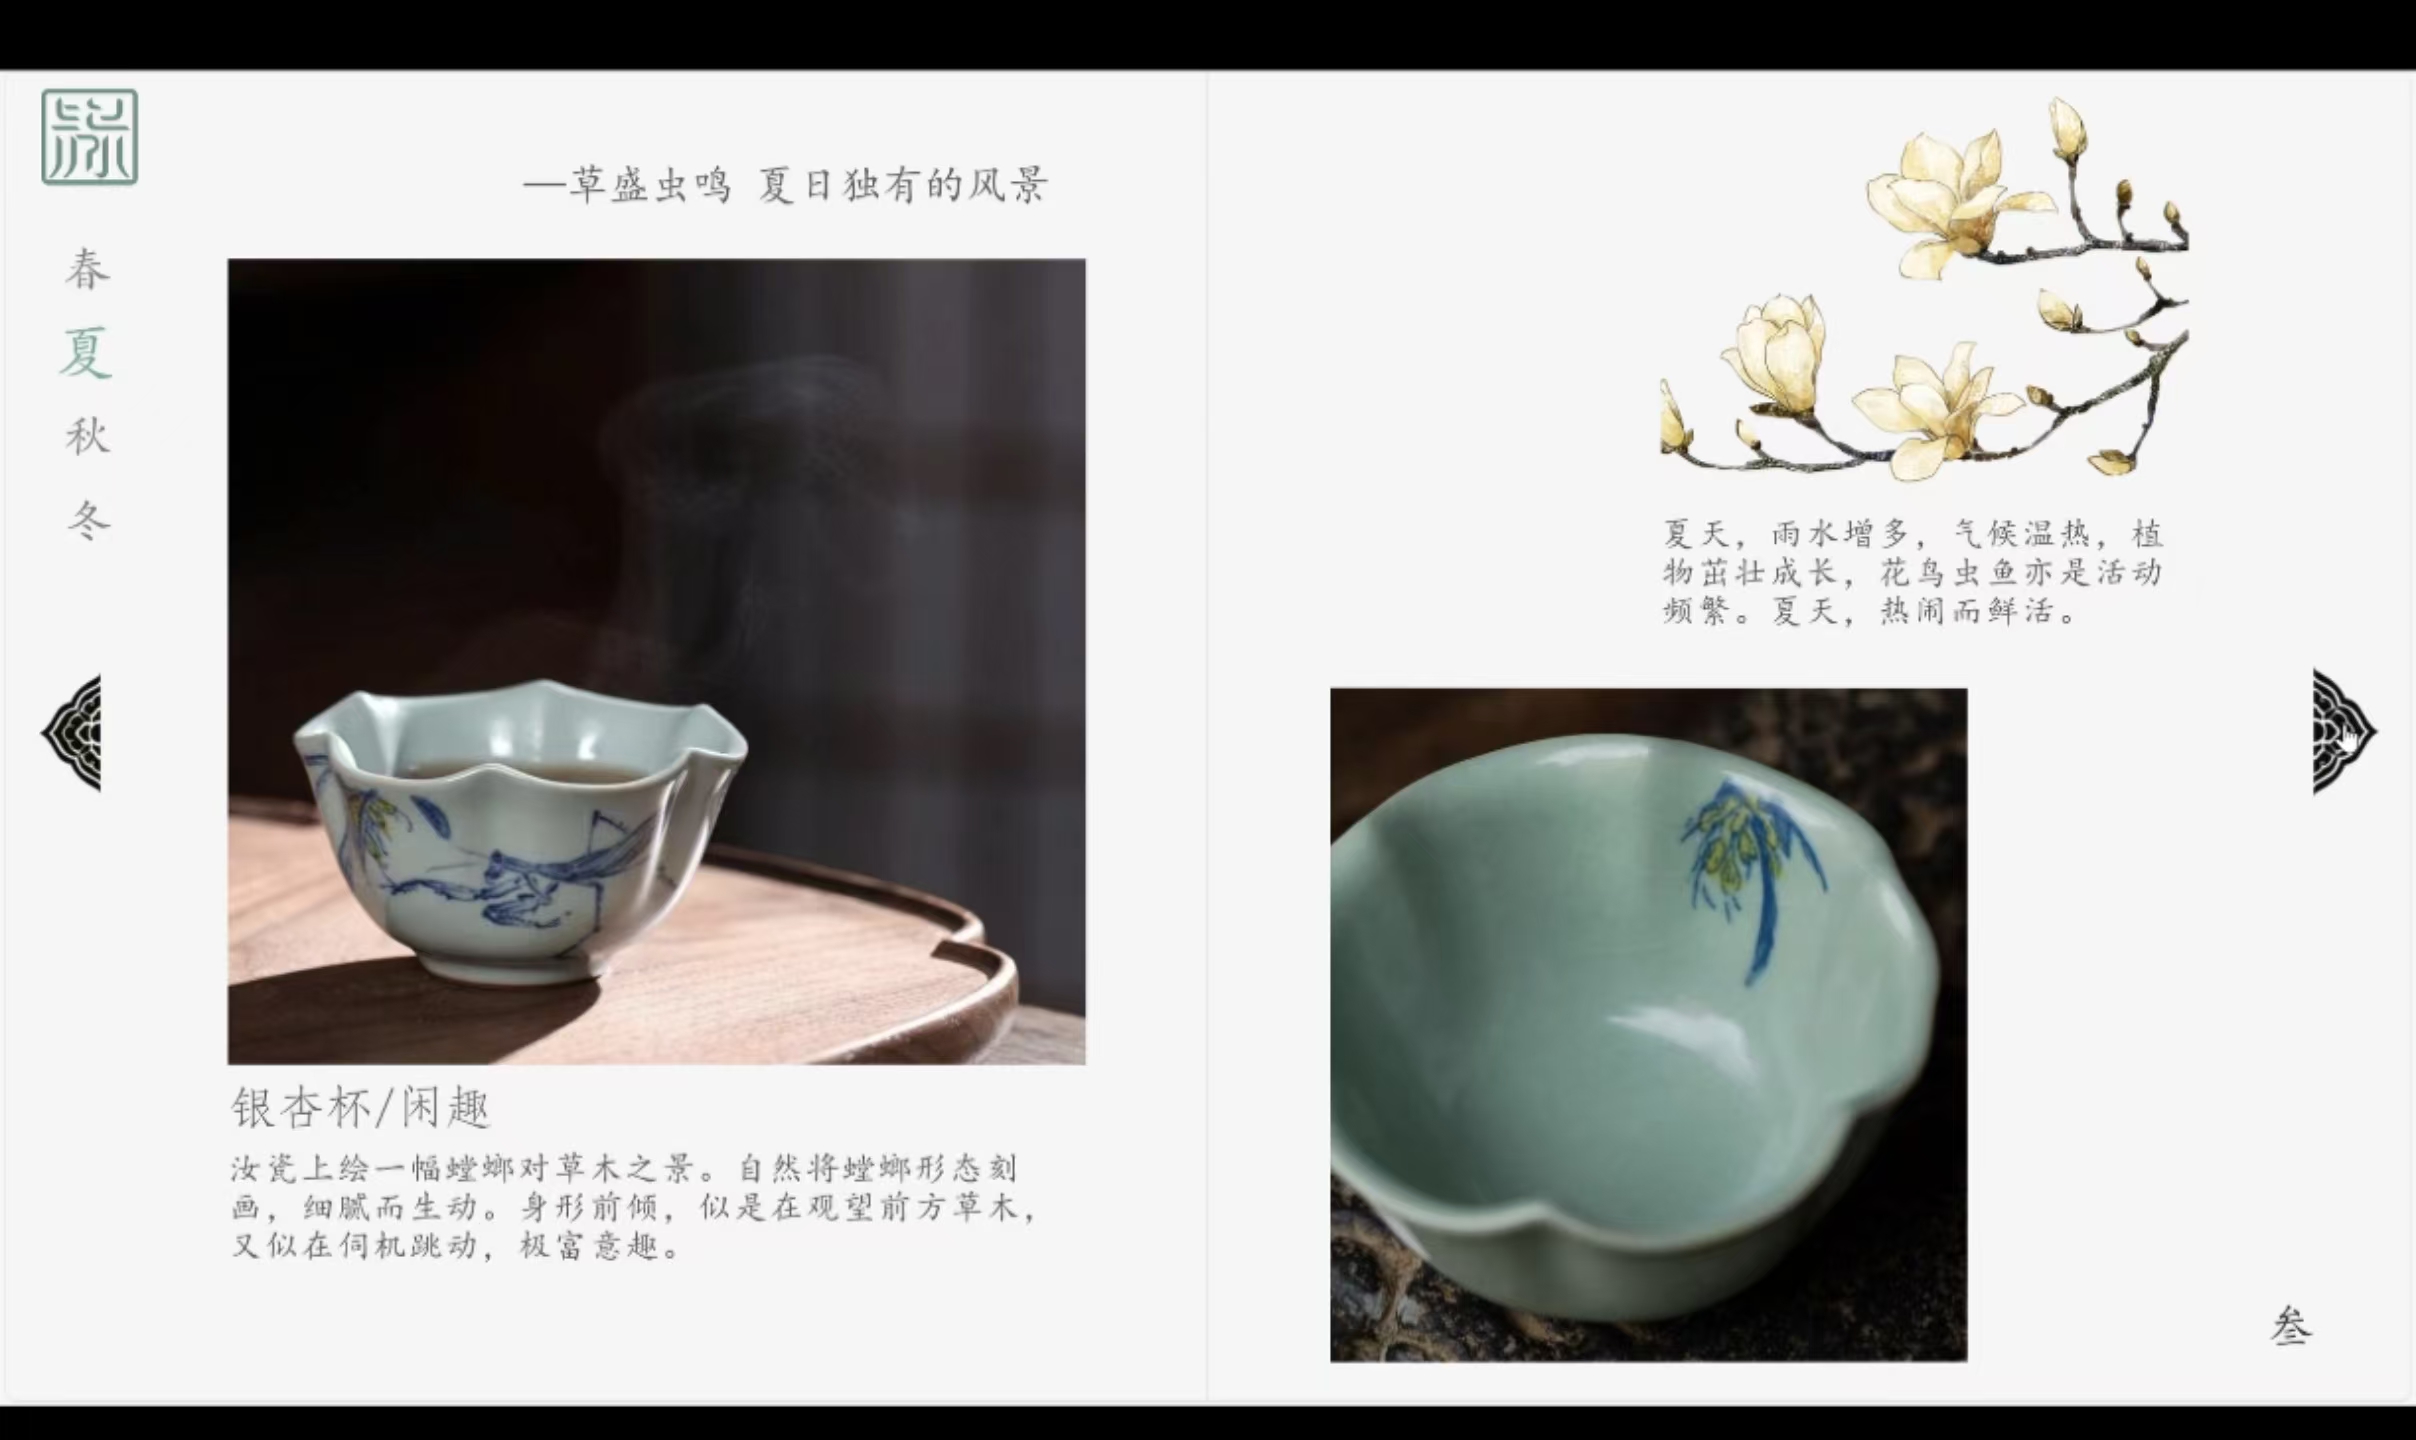 春
夏
秋
冬
—草盛虫鸣 夏日独有的风景
银杏杯/闲趣
汝瓷上绘一幅螳螂对草木之景。自然将螳螂形态刻
画，细腻而生动。身形前倾，似是在观望前方草木，
又似在伺机跳动，极富意趣。
夏天，雨水增多，气候温热，植
物茁壮成长，花鸟虫鱼亦是活动
频繁。夏天，热闹而鲜活。
叁